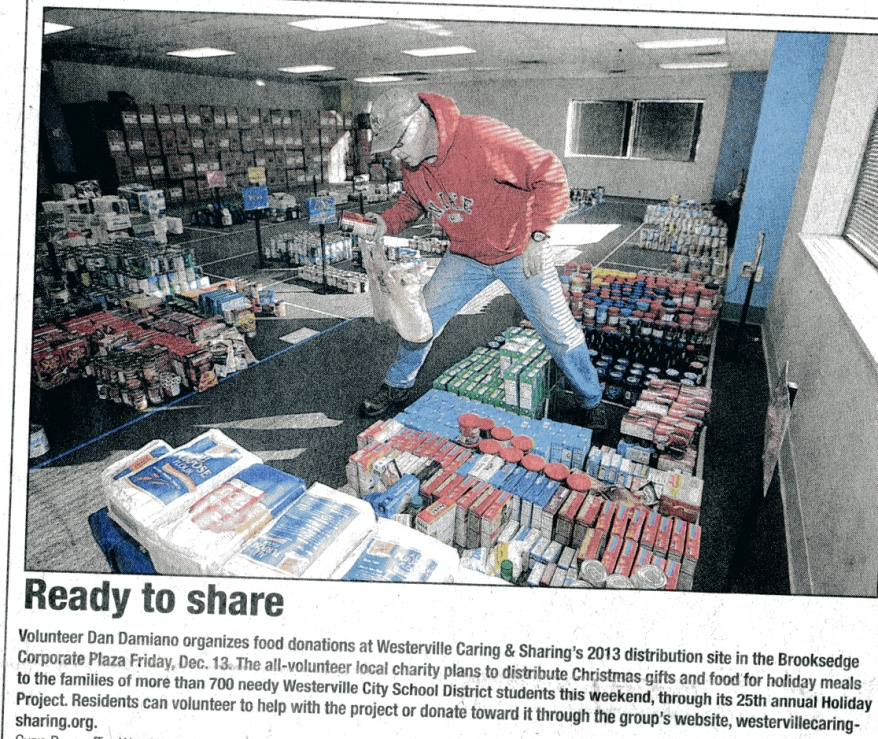 PURPOSE
FLOUR
Ready to share
Volunteer Dan Damiano organizes food donations at Westerville Caring & Sharing's 2013 distribution site in the Brooksedge
Corporate Plaza Friday, Dec. 13. The all-volunteer local charity plans to distribute Christmas gifts and food for holiday meals
to the families of more than 700 needy Westerville City School District students this weekend, through its 25th annual Holiday
Project. Residents can volunteer to help with the project or donate toward it through the group's website, westervillecaring-
sharing.org.